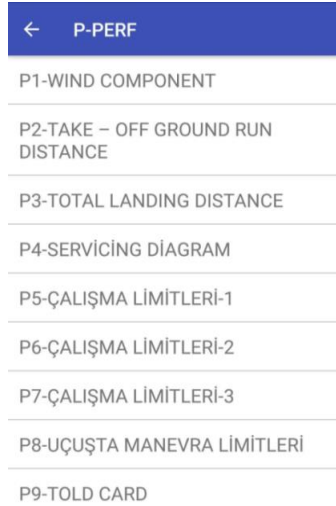 P-PERF
P1-WIND COMPONENT
P2-TAKE – OFF GROUND RUN
DISTANCE
P3-TOTAL LANDING DISTANCE
P4-SERVİCİNG DİAGRAM
P5-ÇALIŞMA LİMİTLERİ-1
P6-ÇALIŞMA LİMİTLERİ-2
P7-ÇALIŞMA LİMİTLERİ-3
P8-UÇUŞTA MANEVRA LİMİTLERİ
P9-TOLD CARD